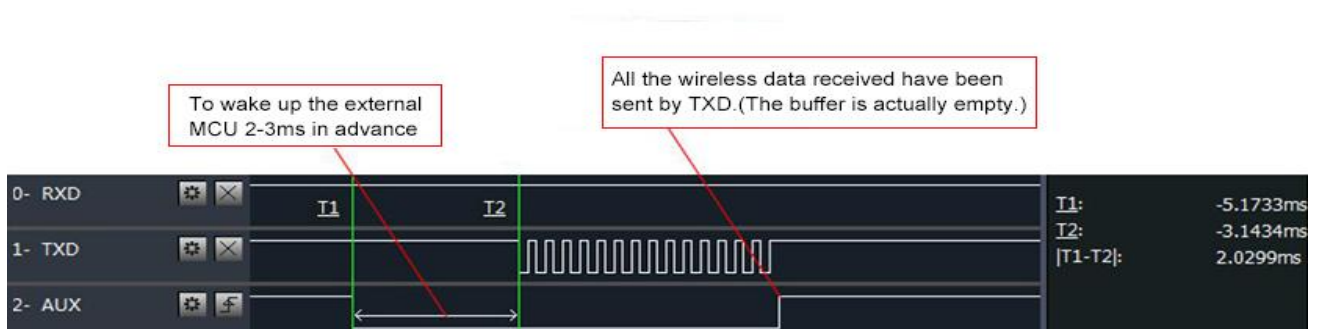 All the wireless data received have been
sent by TXD.(The buffer is actually empty.)
To wake up the external
MCU 2-3ms in advance
0- RXD
T1
T2
T1: -5.1733ms
T2: -3.1434ms
|T1-T2|: 2.0299ms
1- TXD
2- AUX